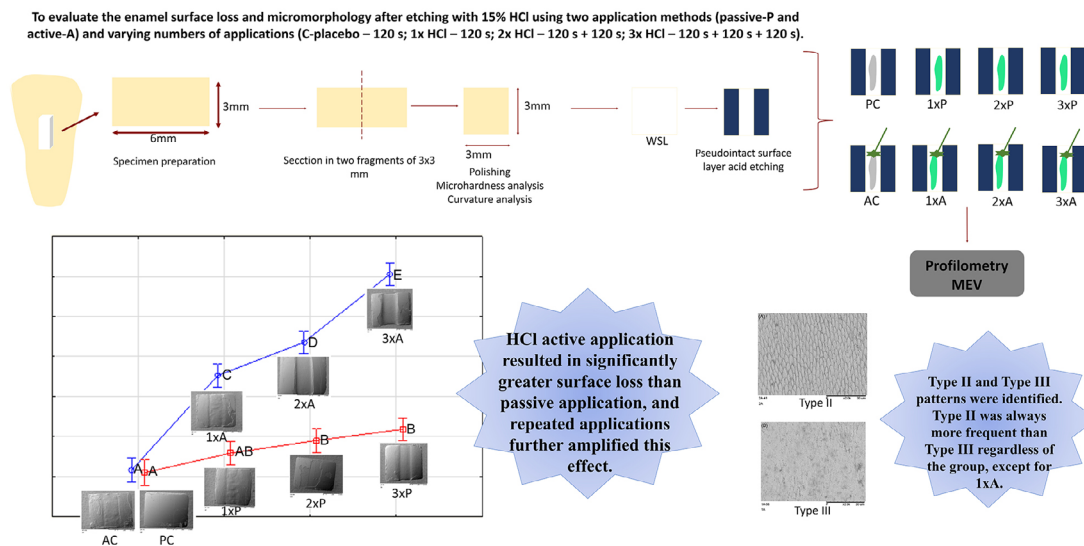 To evaluate the enamel surface loss and micromorphology after etching with 15% HCl using two application methods (passive-P and
active-A) and varying numbers of applications (C-placebo – 120 s; 1x HCl – 120 s; 2x HCl – 120 s + 120 s; 3x HCl – 120 s + 120 s + 120 s).
3mm
6mm
Specimen preparation
Secction in two fragments of 3x3
mm
3mm
3mm
Polishing
Microhardness analysis
Curvature analysis
WSL
Pseudointact surface
layer acid etching
PC
1xP
2xP
3xP
AC
1xA
2xA
3xA
Profilometry
MEV
E
3xA
D
2xA
C
1xA
A
A
AB
1xP
B
2xP
B
3xP
AC
PC
HCl active application
resulted in significantly
greater surface loss than
passive application, and
repeated applications
further amplified this
effect.
Type II
Type III
Type II and Type III
patterns were identified.
Type II was always
more frequent than
Type III regardless of
the group, except for
1xA.